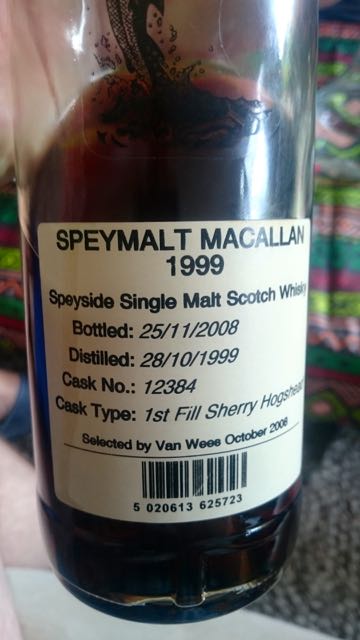 SPEYMALT MACALLAN
1999
Speyside Single Malt Scotch Whisky
Bottled: 25/11/2008
Distilled: 28/10/1999
Cask No.: 12384
Cask Type: 1st Fill Sherry Hogshead
Selected by Van Wees October 2008
5 020613 625723